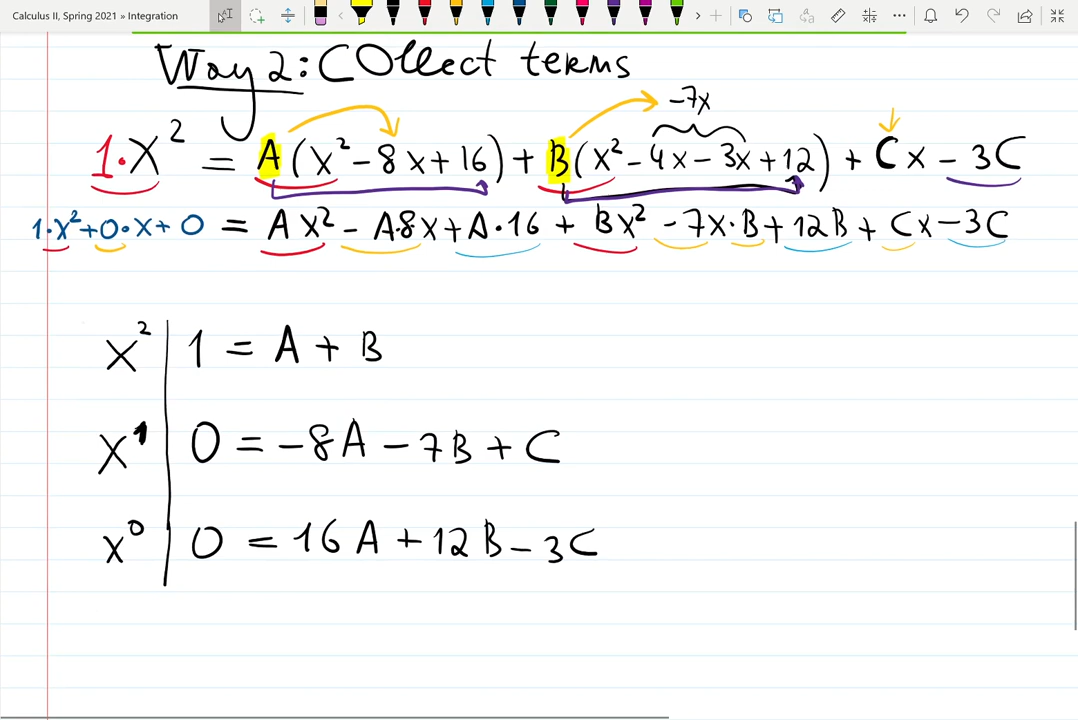 Calculus II, Spring 2021 » Integration
Way 2: Collect terms
-7x
1·x² = A(x² - 8x + 16) + B(x² - 4x - 3x + 12) + Cx - 3C
1·x² + 0·x + 0 = Ax² - A·8x + A·16 + Bx² - 7x·B + 12B + Cx - 3C
x² | 1 = A + B
x¹ | 0 = -8A - 7B + C
x⁰ | 0 = 16A + 12B - 3C